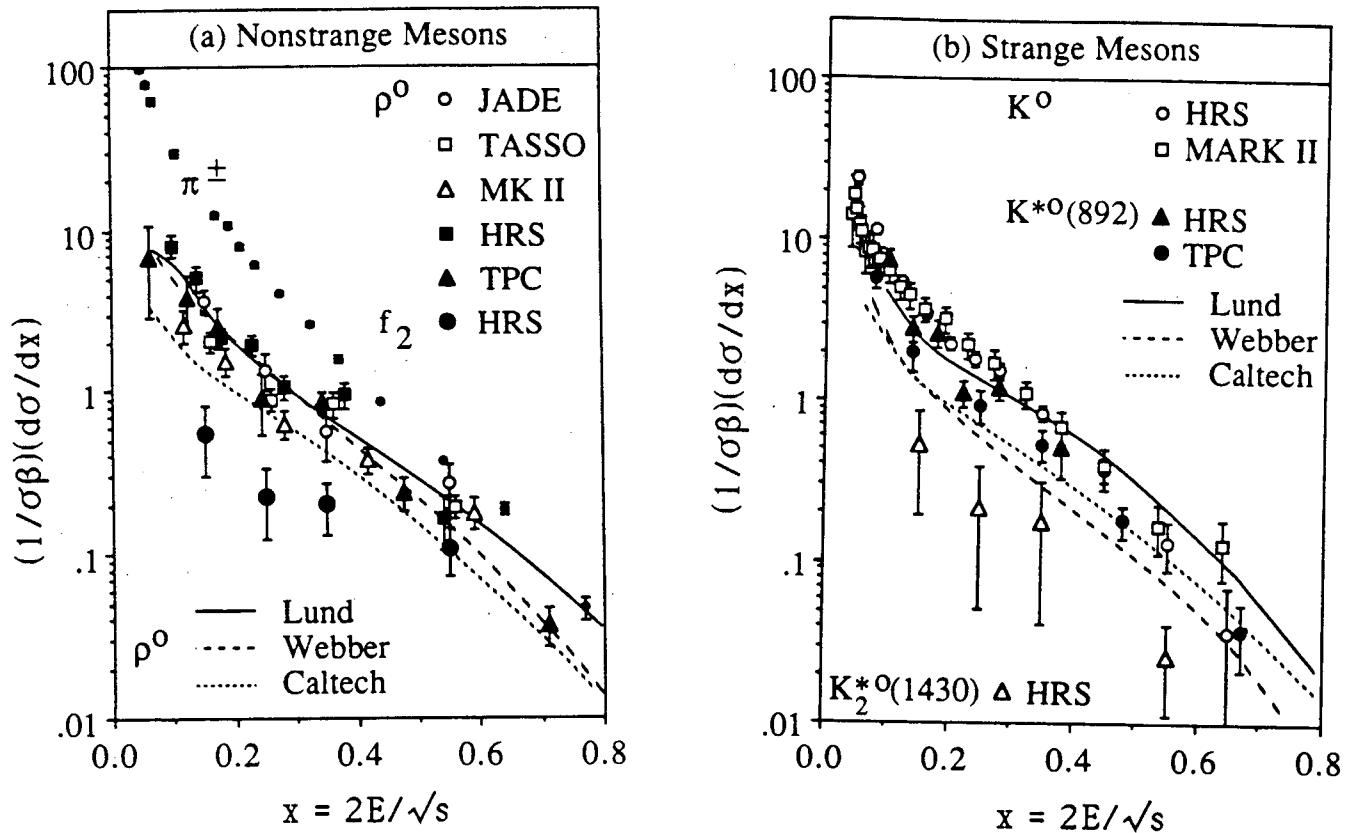 (a) Nonstrange Mesons
100
10
1
0.1
.01
(1/σβ)(dσ/dx)
ρ⁰ JADE
TASSO
MK II
HRS
TPC
f₂ HRS
π ±
Lund
ρ⁰ Webber
Caltech
0.0 0.2 0.4 0.6 0.8
x = 2E/√s
(b) Strange Mesons
100
10
1
.1
.01
(1/σβ)(dσ/dx)
K⁰ HRS
MARK II
K*⁰(892) HRS
TPC
Lund
Webber
Caltech
K₂*⁰(1430) HRS
0.0 0.2 0.4 0.6 0.8
x = 2E/√s